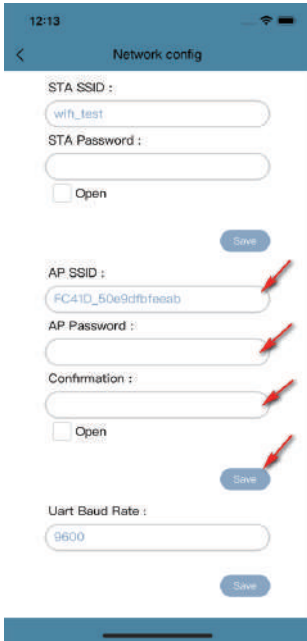 12:13
Network config
STA SSID :
wifi_test
STA Password :
Open
Save
AP SSID :
FC41D_50e9dfbfeeab
AP Password :
Confirmation :
Open
Save
Uart Baud Rate :
9600
Save